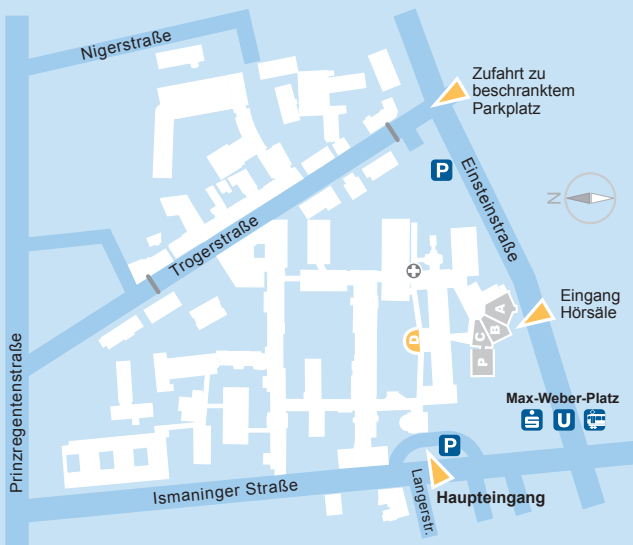 Nigerstraße
Zufahrt zu
beschranktem
Parkplatz
P
Einsteinstraße
N
Trogerstraße
Eingang
Hörsäle
A
B
C
D
P
Prinzregentenstraße
Max-Weber-Platz
S U
P
Ismaninger Straße
Langerstr.
Haupteingang